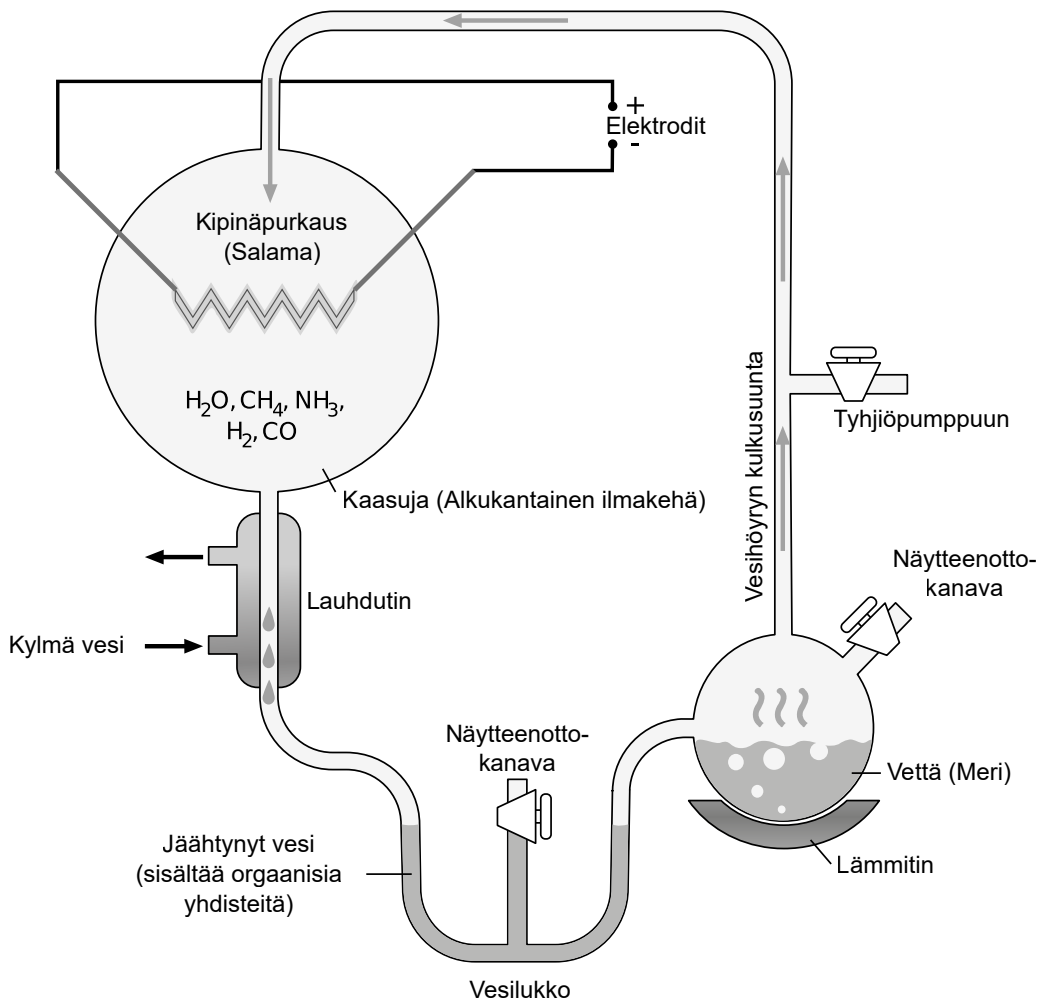 +
Elektrodit
-
Kipinäpurkaus
(Salama)
H₂O, CH₄, NH₃,
H₂, CO
Kaasuja (Alkukantainen ilmakehä)
Vesihöyryn kulkusuunta
Tyhjiöpumppuun
Näytteenotto-
kanava
Lauhdutin
Kylmä vesi
Näytteenotto-
kanava
Vettä (Meri)
Jäähtynyt vesi
(sisältää orgaanisia
yhdisteitä)
Lämmitin
Vesilukko